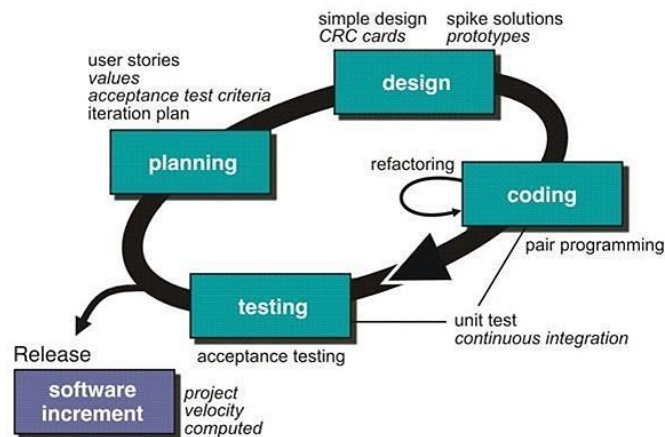 simple design
CRC cards
spike solutions
prototypes
user stories
values
acceptance test criteria
iteration plan
design
planning
refactoring
coding
pair programming
testing
unit test
continuous integration
acceptance testing
Release
software
increment
project
velocity
computed